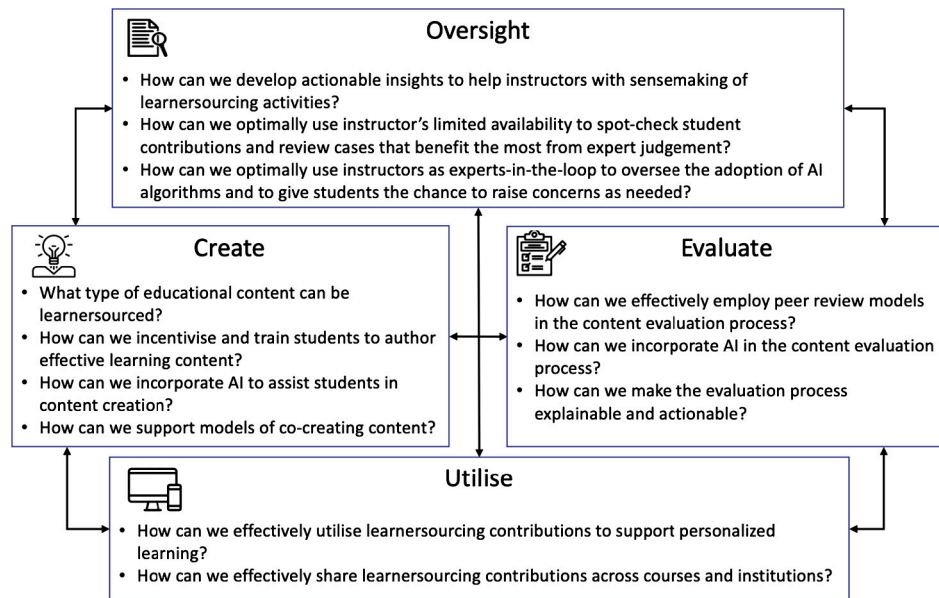 Oversight
• How can we develop actionable insights to help instructors with sensemaking of
learnersourcing activities?
• How can we optimally use instructor's limited availability to spot-check student
contributions and review cases that benefit the most from expert judgement?
• How can we optimally use instructors as experts-in-the-loop to oversee the adoption of AI
algorithms and to give students the chance to raise concerns as needed?
Create
• What type of educational content can be
learnersourced?
• How can we incentivise and train students to author
effective learning content?
• How can we incorporate AI to assist students in
content creation?
• How can we support models of co-creating content?
Evaluate
• How can we effectively employ peer review models
in the content evaluation process?
• How can we incorporate AI in the content evaluation
process?
• How can we make the evaluation process
explainable and actionable?
Utilise
• How can we effectively utilise learnersourcing contributions to support personalized
learning?
• How can we effectively share learnersourcing contributions across courses and institutions?